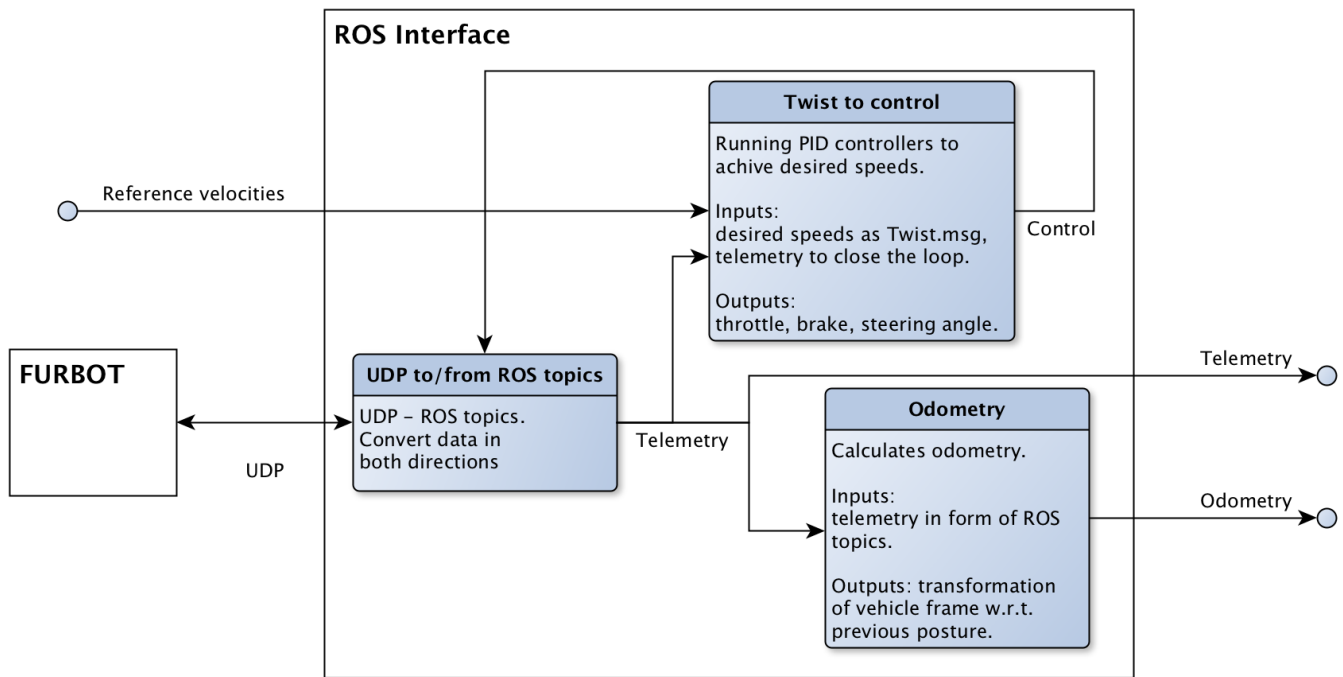 ROS Interface
Twist to control
Running PID controllers to
achive desired speeds.
Inputs:
desired speeds as Twist.msg,
telemetry to close the loop.
Outputs:
throttle, brake, steering angle.
Reference velocities
Control
FURBOT
UDP
UDP to/from ROS topics
UDP – ROS topics.
Convert data in
both directions
Telemetry
Telemetry
Odometry
Calculates odometry.
Inputs:
telemetry in form of ROS
topics.
Outputs: transformation
of vehicle frame w.r.t.
previous posture.
Odometry